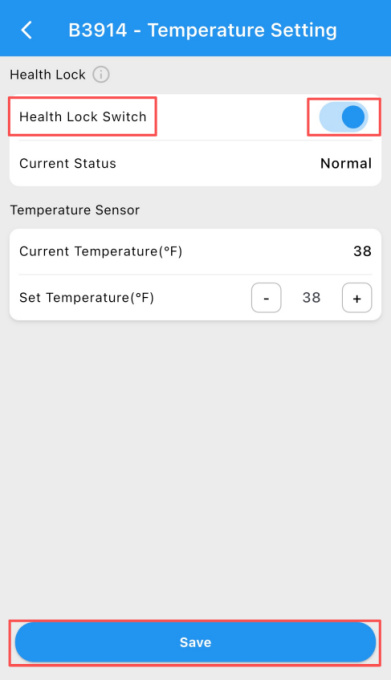 B3914 - Temperature Setting
Health Lock
Health Lock Switch
Current Status Normal
Temperature Sensor
Current Temperature(°F) 38
Set Temperature(°F) - 38 +
Save